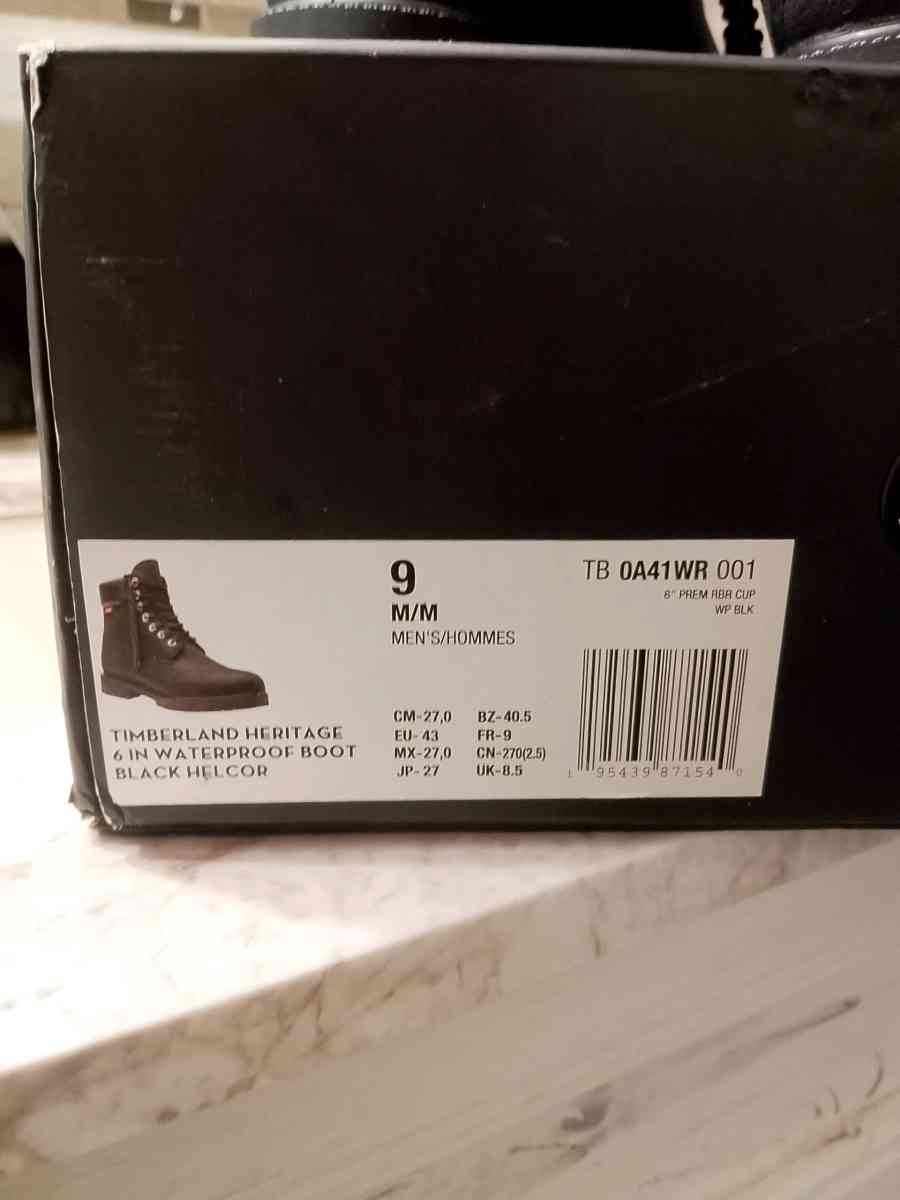 9
M/M
MEN'S/HOMMES
TB 0A41WR 001
6" PREM RBR CUP
WP BLK
TIMBERLAND HERITAGE
6 IN WATERPROOF BOOT
BLACK HELCOR
CM-27,0 BZ-40.5
EU-43 FR-9
MX-27,0 CN-270(2.5)
JP-27 UK-8.5
1 95439 87154 0